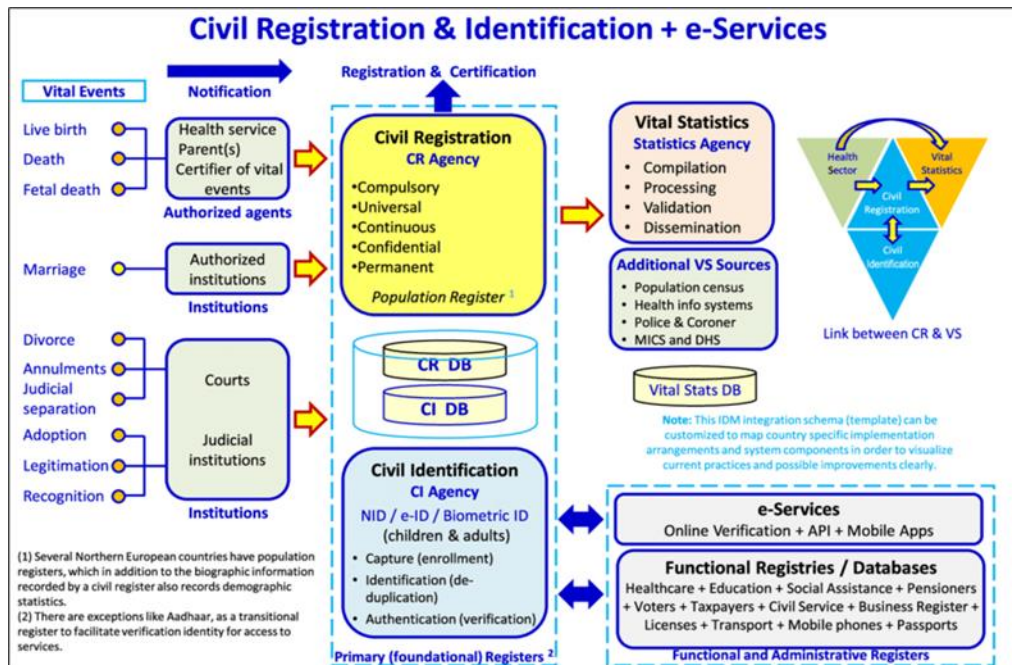 Civil Registration & Identification + e-Services
Vital Events
Notification
Registration & Certification
Live birth
Death
Fetal death
Health service
Parent(s)
Certifier of vital
events
Authorized agents
Marriage
Authorized
institutions
Institutions
Divorce
Annulments
Judicial
separation
Adoption
Legitimation
Recognition
Courts
Judicial
institutions
Institutions
Civil Registration
CR Agency
•Compulsory
•Universal
•Continuous
•Confidential
•Permanent
Population Register 1
CR DB
CI DB
Civil Identification
CI Agency
NID / e-ID / Biometric ID
(children & adults)
• Capture (enrollment)
• Identification (de-
duplication)
• Authentication (verification)
Primary (foundational) Registers 2
Vital Statistics
Statistics Agency
• Compilation
• Processing
• Validation
• Dissemination
Additional VS Sources
• Population census
• Health info systems
• Police & Coroner
• MICS and DHS
Vital Stats DB
Health
Sector
Vital
Statistics
Civil
Registration
Civil
Identification
Link between CR & VS
Note: This IDM integration schema (template) can be
customized to map country specific implementation
arrangements and system components in order to visualize
current practices and possible improvements clearly.
e-Services
Online Verification + API + Mobile Apps
Functional Registries / Databases
Healthcare + Education + Social Assistance + Pensioners
+ Voters + Taxpayers + Civil Service + Business Register +
Licenses + Transport + Mobile phones + Passports
Functional and Administrative Registers
(1) Several Northern European countries have population
registers, which in addition to the biographic information
recorded by a civil register also records demographic
statistics.
(2) There are exceptions like Aadhaar, as a transitional
register to facilitate verification identity for access to
services.